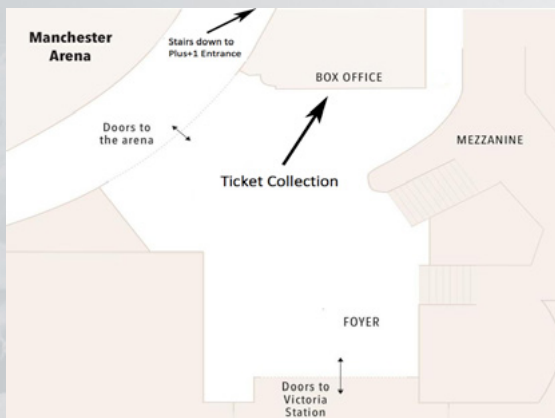 Manchester
Arena
Stairs down to
Plus+1 Entrance
BOX OFFICE
Doors to
the arena
MEZZANINE
Ticket Collection
FOYER
Doors to
Victoria
Station